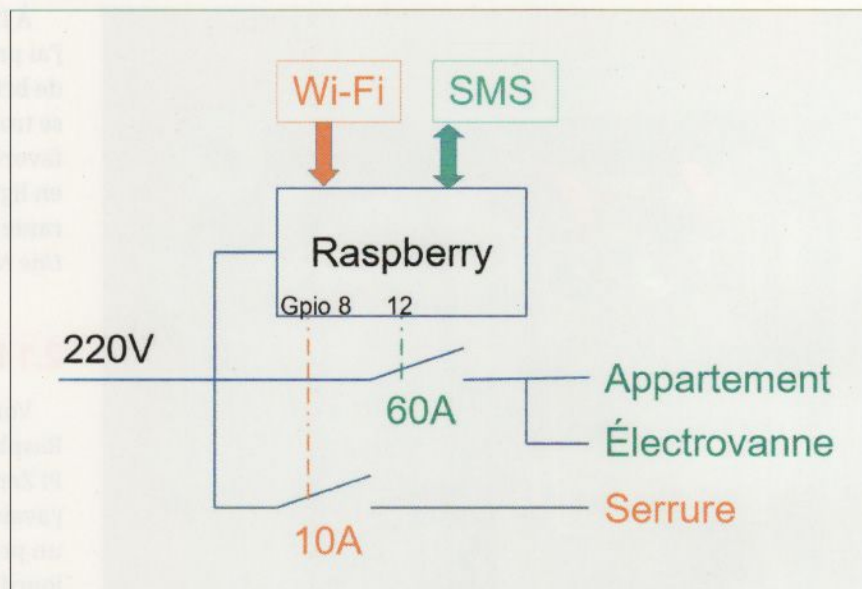 Wi-Fi
SMS
Raspberry
Gpio 8
12
220V
Appartement
60A
Électrovanne
Serrure
10A